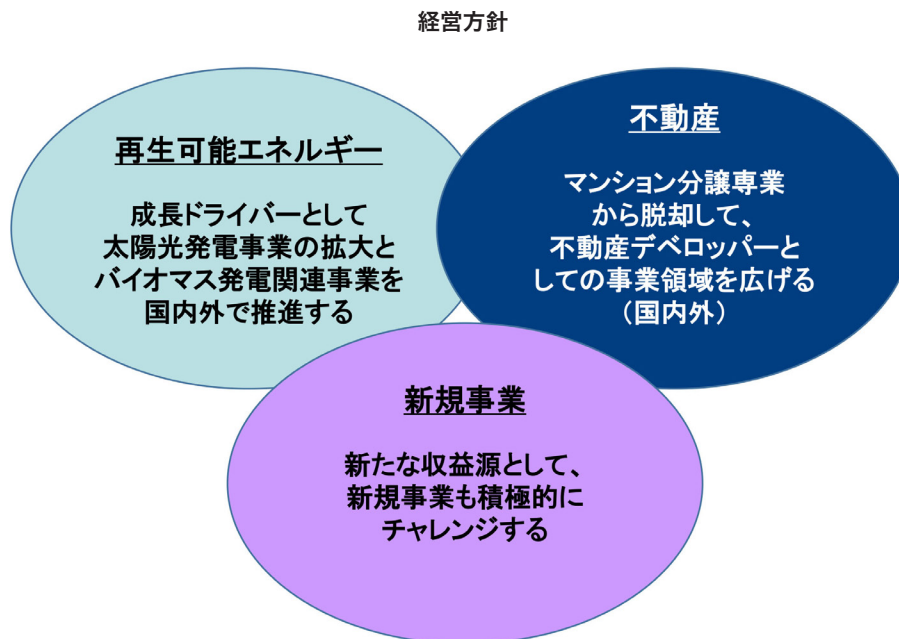 経営方針
再生可能エネルギー
成長ドライバーとして
太陽光発電事業の拡大と
バイオマス発電関連事業を
国内外で推進する
不動産
マンション分譲専業
から脱却して、
不動産デベロッパーと
しての事業領域を広げる
（国内外）
新規事業
新たな収益源として、
新規事業も積極的に
チャレンジする